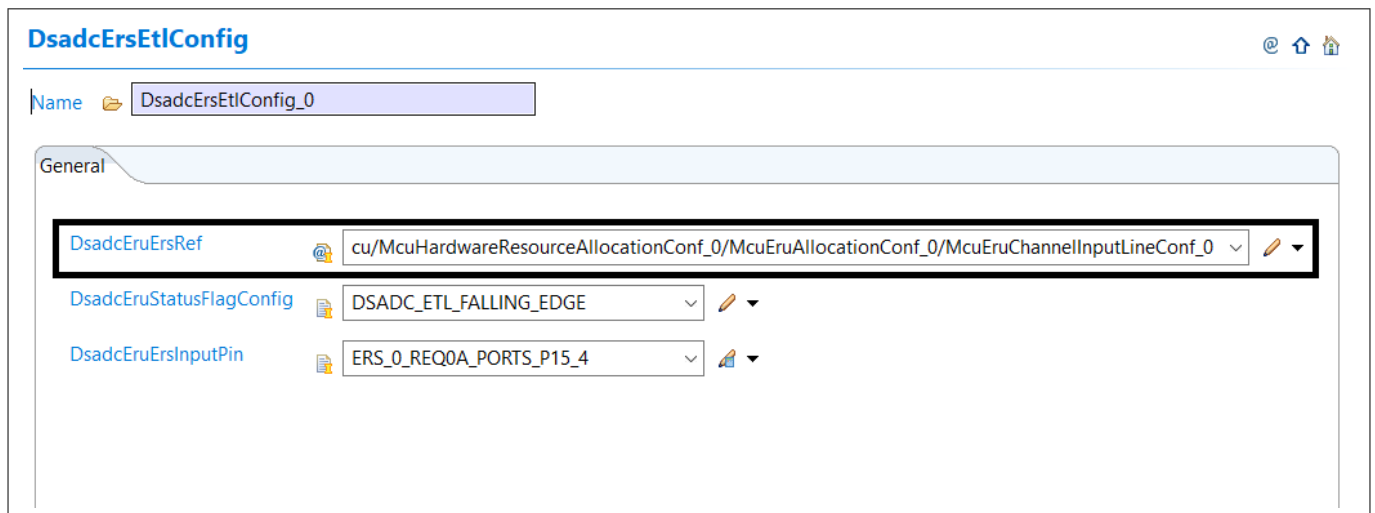 DsadcErsEtlConfig
Name DsadcErsEtlConfig_0
General
DsadcEruErsRef cu/McuHardwareResourceAllocationConf_0/McuEruAllocationConf_0/McuEruChannelInputLineConf_0
DsadcEruStatusFlagConfig DSADC_ETL_FALLING_EDGE
DsadcEruErsInputPin ERS_0_REQ0A_PORTS_P15_4